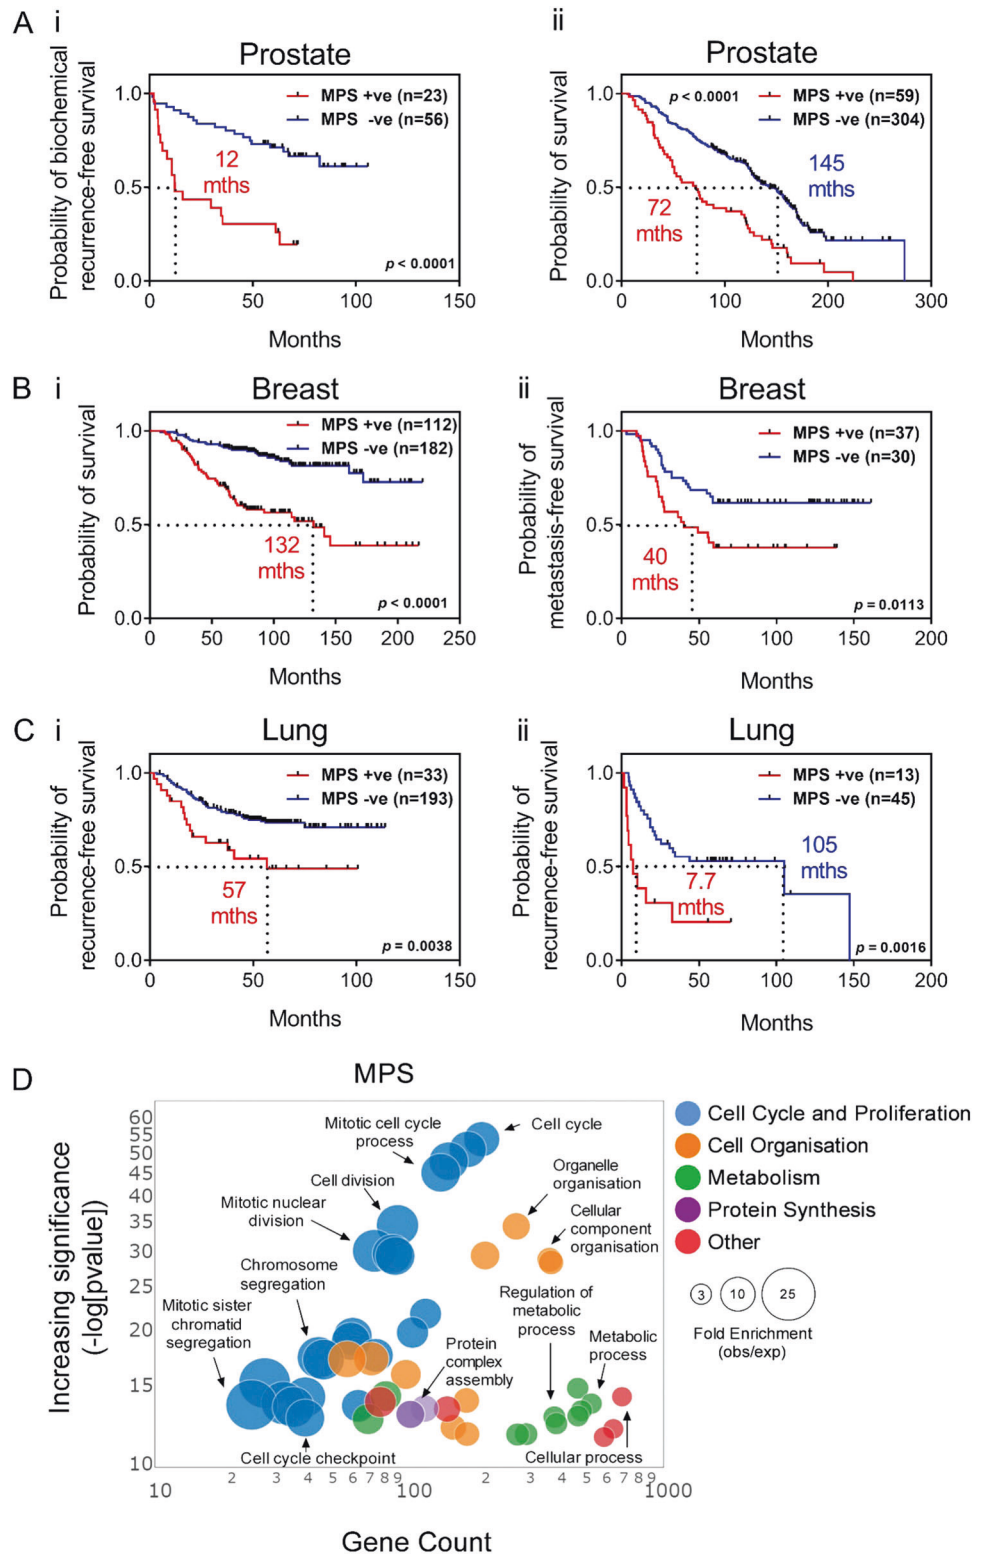 A i
Prostate
Probability of biochemical
recurrence-free survival
1.0
0.5
0.0
MPS +ve (n=23)
MPS -ve (n=56)
12
mths
p < 0.0001
0 50 100 150
Months
ii
Prostate
Probability of survival
1.0
0.5
0.0
p < 0.0001
MPS +ve (n=59)
MPS -ve (n=304)
145
mths
72
mths
0 100 200 300
Months
B i
Breast
Probability of survival
1.0
0.5
0.0
MPS +ve (n=112)
MPS -ve (n=182)
132
mths
p < 0.0001
0 50 100 150 200 250
Months
ii
Breast
Probability of
metastasis-free survival
1.0
0.5
0.0
MPS +ve (n=37)
MPS -ve (n=30)
40
mths
p = 0.0113
0 50 100 150 200
Months
C i
Lung
Probability of
recurrence-free survival
1.0
0.5
0.0
MPS +ve (n=33)
MPS -ve (n=193)
57
mths
p = 0.0038
0 50 100 150
Months
ii
Lung
Probability of
recurrence-free survival
1.0
0.5
0.0
MPS +ve (n=13)
MPS -ve (n=45)
105
mths
7.7
mths
p = 0.0016
0 50 100 150 200
Months
D
MPS
Increasing significance
(-log[pvalue])
60
55
50
45
40
35
30
25
20
15
10
Mitotic cell cycle
process
Cell cycle
Cell division
Organelle
organisation
Mitotic nuclear
division
Cellular
component
organisation
Chromosome
segregation
Regulation of
metabolic
process
Mitotic sister
chromatid
segregation
Protein
complex
assembly
Metabolic
process
Cell cycle checkpoint
Cellular process
2 3 4 5 6 7 8 9 2 3 4 5 6 7 8 9
10 100 1000
Gene Count
Cell Cycle and Proliferation
Cell Organisation
Metabolism
Protein Synthesis
Other
3 10 25
Fold Enrichment
(obs/exp)